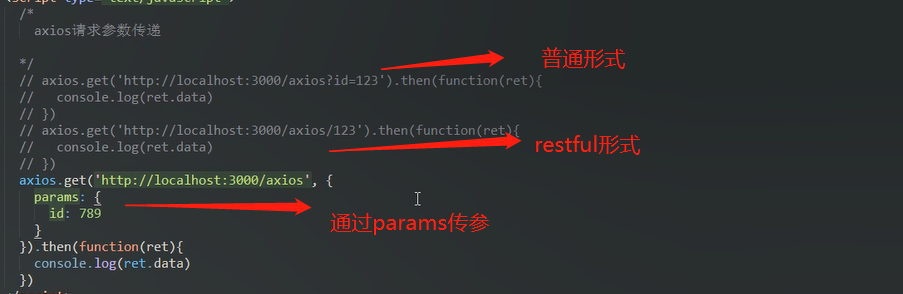 <script type="text/javascript">
/*
axios请求参数传递
*/
普通形式
// axios.get('http://localhost:3000/axios?id=123').then(function(ret){
//   console.log(ret.data)
// })
// axios.get('http://localhost:3000/axios/123').then(function(ret){
//   console.log(ret.data)
restful形式
// })
axios.get('http://localhost:3000/axios', {
params: {
id: 789
通过params传参
}
}).then(function(ret){
console.log(ret.data)
})